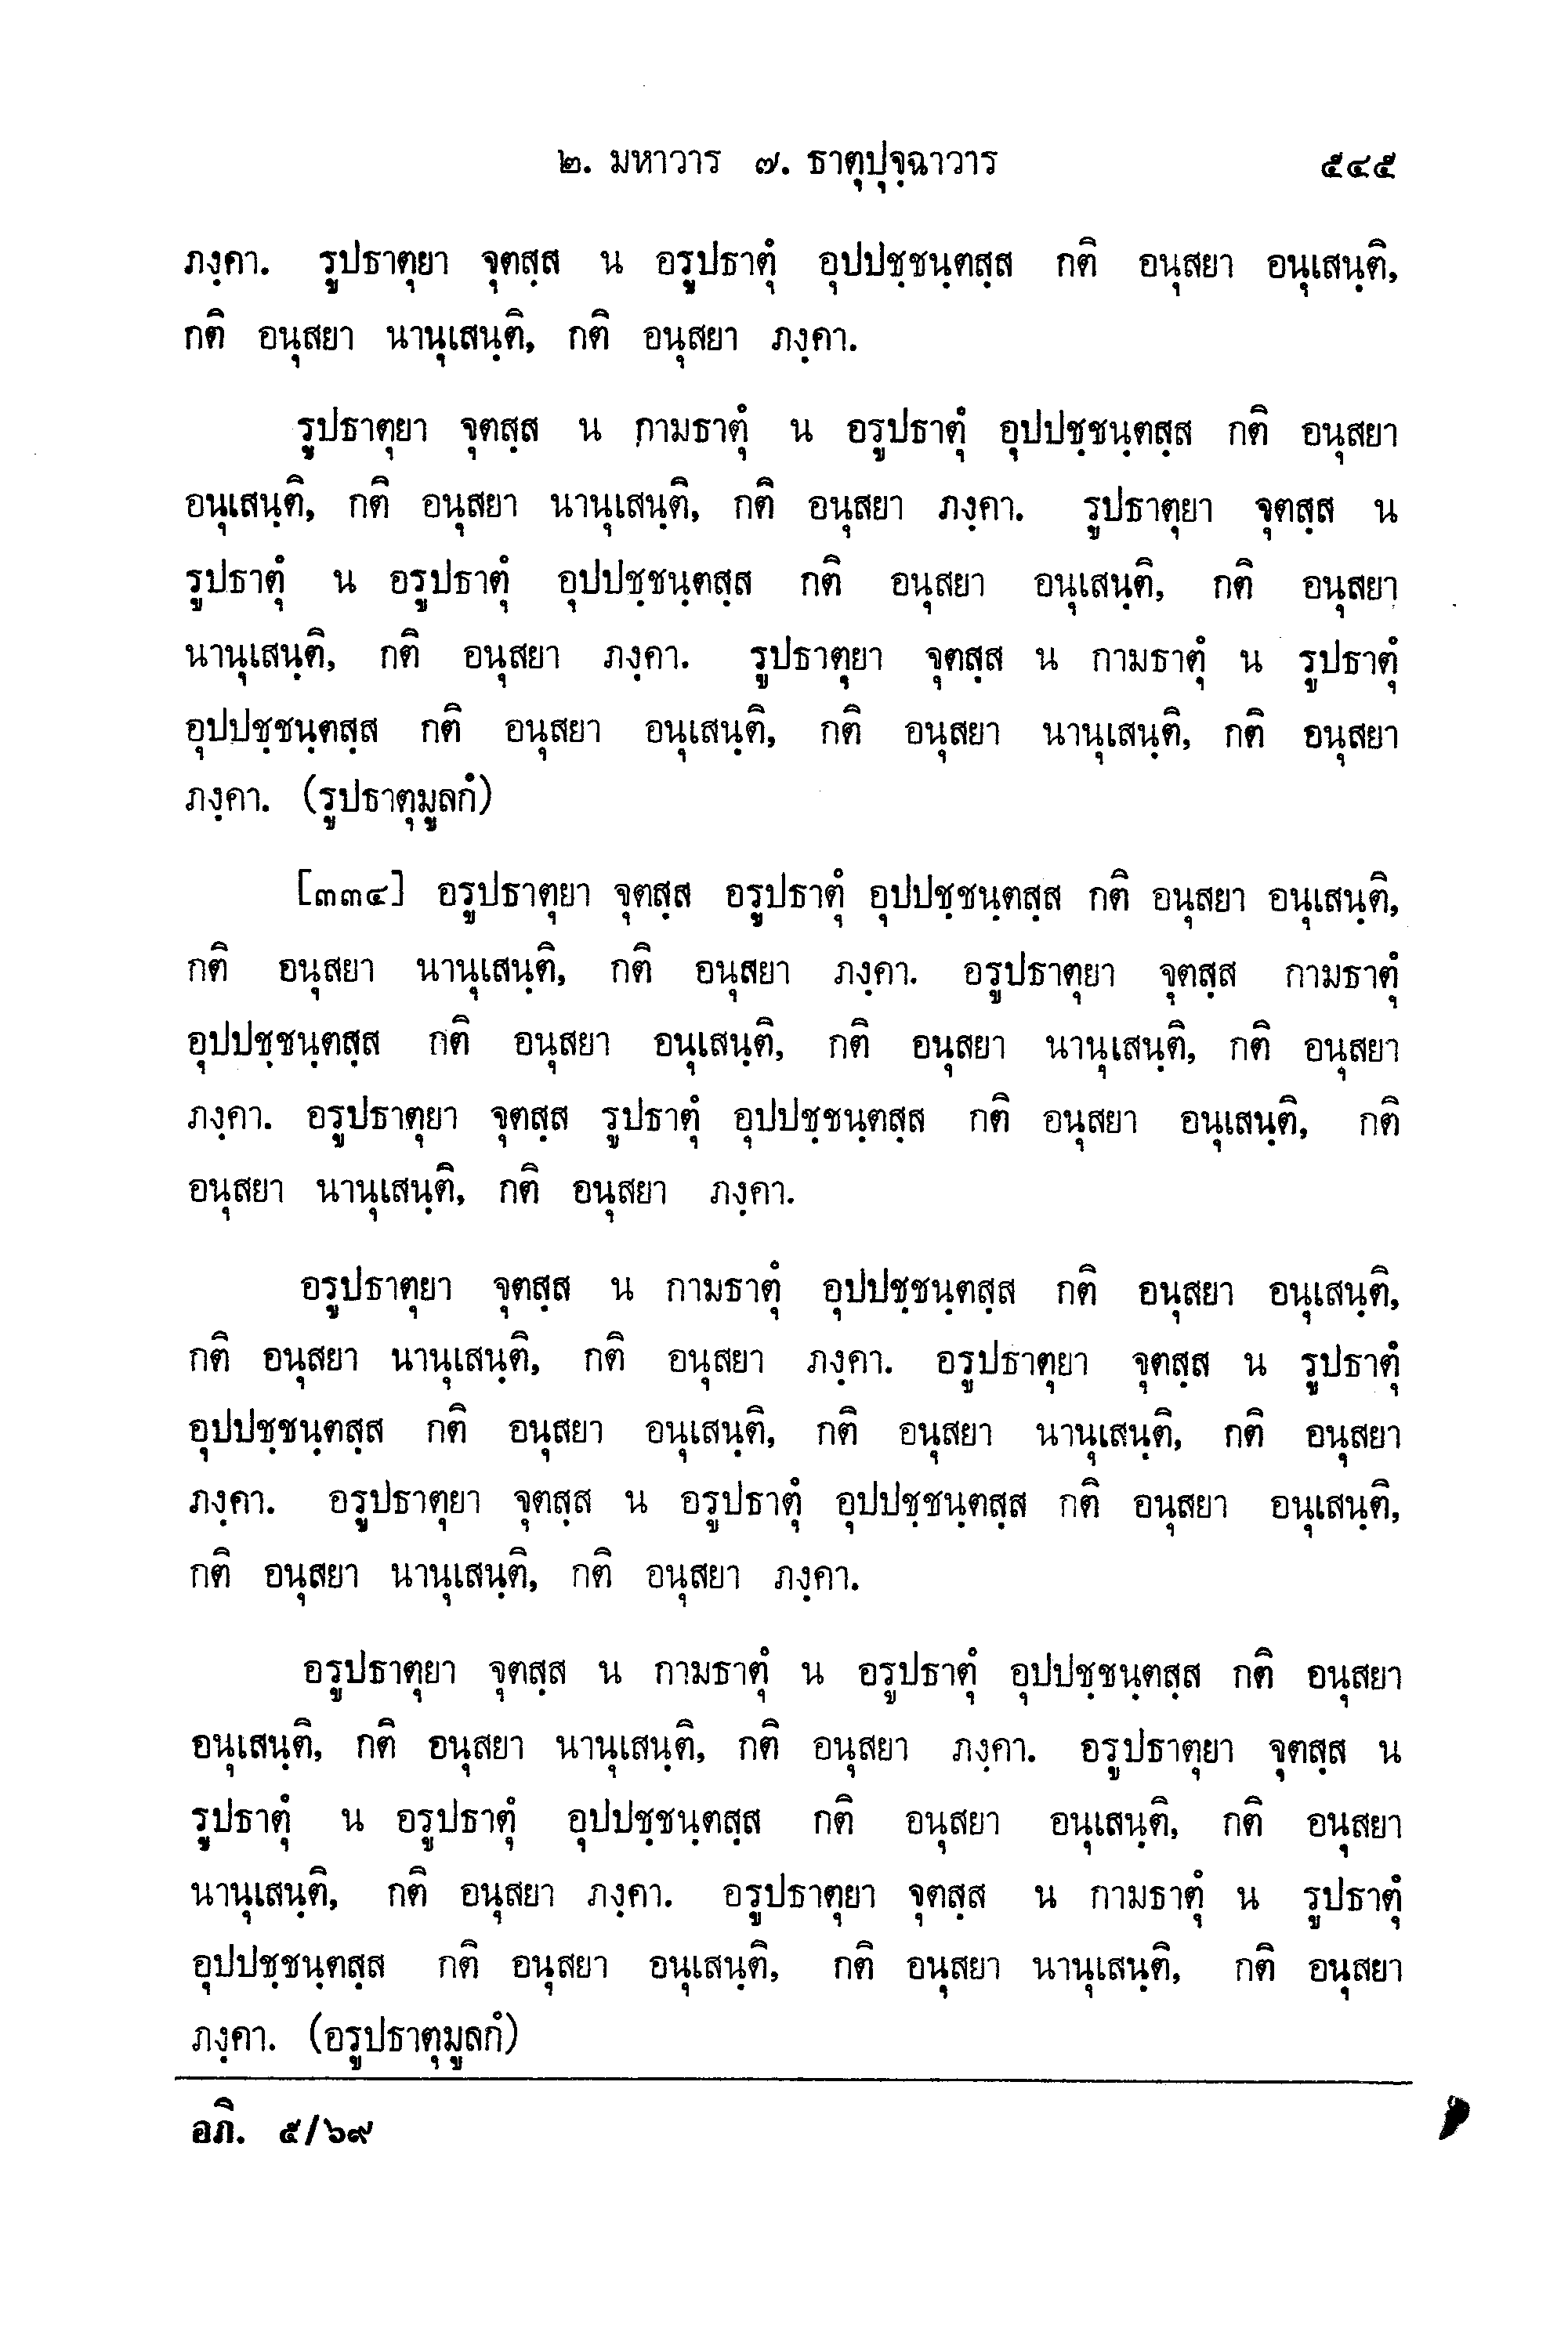 ๒. มหาวาร ๗. ธาตุปุจฺฉาวาร ๕๔๕
ภงฺคา. รูปธาตุยา จุตสฺส น อรูปธาตุํ อุปปชฺชนฺตสฺส กติ อนุสยา อนุเสนฺติ,
กติ อนุสยา นานุเสนฺติ, กติ อนุสยา ภงฺคา.
รูปธาตุยา จุตสฺส น กามธาตุํ น อรูปธาตุํ อุปปชฺชนฺตสฺส กติ อนุสยา
อนุเสนฺติ, กติ อนุสยา นานุเสนฺติ, กติ อนุสยา ภงฺคา. รูปธาตุยา จุตสฺส น
รูปธาตุํ น อรูปธาตุํ อุปปชฺชนฺตสฺส กติ อนุสยา อนุเสนฺติ, กติ อนุสยา
นานุเสนฺติ, กติ อนุสยา ภงฺคา. รูปธาตุยา จุตสฺส น กามธาตุํ น รูปธาตุํ
อุปปชฺชนฺตสฺส กติ อนุสยา อนุเสนฺติ, กติ อนุสยา นานุเสนฺติ, กติ อนุสยา
ภงฺคา. (รูปธาตุมูลกํ)
[๓๓๔] อรูปธาตุยา จุตสฺส อรูปธาตุํ อุปปชฺชนฺตสฺส กติ อนุสยา อนุเสนฺติ,
กติ อนุสยา นานุเสนฺติ, กติ อนุสยา ภงฺคา. อรูปธาตุยา จุตสฺส กามธาตุํ
อุปปชฺชนฺตสฺส กติ อนุสยา อนุเสนฺติ, กติ อนุสยา นานุเสนฺติ, กติ อนุสยา
ภงฺคา. อรูปธาตุยา จุตสฺส รูปธาตุํ อุปปชฺชนฺตสฺส กติ อนุสยา อนุเสนฺติ, กติ
อนุสยา นานุเสนฺติ, กติ อนุสยา ภงฺคา.
อรูปธาตุยา จุตสฺส น กามธาตุํ อุปปชฺชนฺตสฺส กติ อนุสยา อนุเสนฺติ,
กติ อนุสยา นานุเสนฺติ, กติ อนุสยา ภงฺคา. อรูปธาตุยา จุตสฺส น รูปธาตุํ
อุปปชฺชนฺตสฺส กติ อนุสยา อนุเสนฺติ, กติ อนุสยา นานุเสนฺติ, กติ อนุสยา
ภงฺคา. อรูปธาตุยา จุตสฺส น อรูปธาตุํ อุปปชฺชนฺตสฺส กติ อนุสยา อนุเสนฺติ,
กติ อนุสยา นานุเสนฺติ, กติ อนุสยา ภงฺคา.
อรูปธาตุยา จุตสฺส น กามธาตุํ น อรูปธาตุํ อุปปชฺชนฺตสฺส กติ อนุสยา
อนุเสนฺติ, กติ อนุสยา นานุเสนฺติ, กติ อนุสยา ภงฺคา. อรูปธาตุยา จุตสฺส น
รูปธาตุํ น อรูปธาตุํ อุปปชฺชนฺตสฺส กติ อนุสยา อนุเสนฺติ, กติ อนุสยา
นานุเสนฺติ, กติ อนุสยา ภงฺคา. อรูปธาตุยา จุตสฺส น กามธาตุํ น รูปธาตุํ
อุปปชฺชนฺตสฺส กติ อนุสยา อนุเสนฺติ, กติ อนุสยา นานุเสนฺติ, กติ อนุสยา
ภงฺคา. (อรูปธาตุมูลกํ)
อภิ. ๕/๖๙